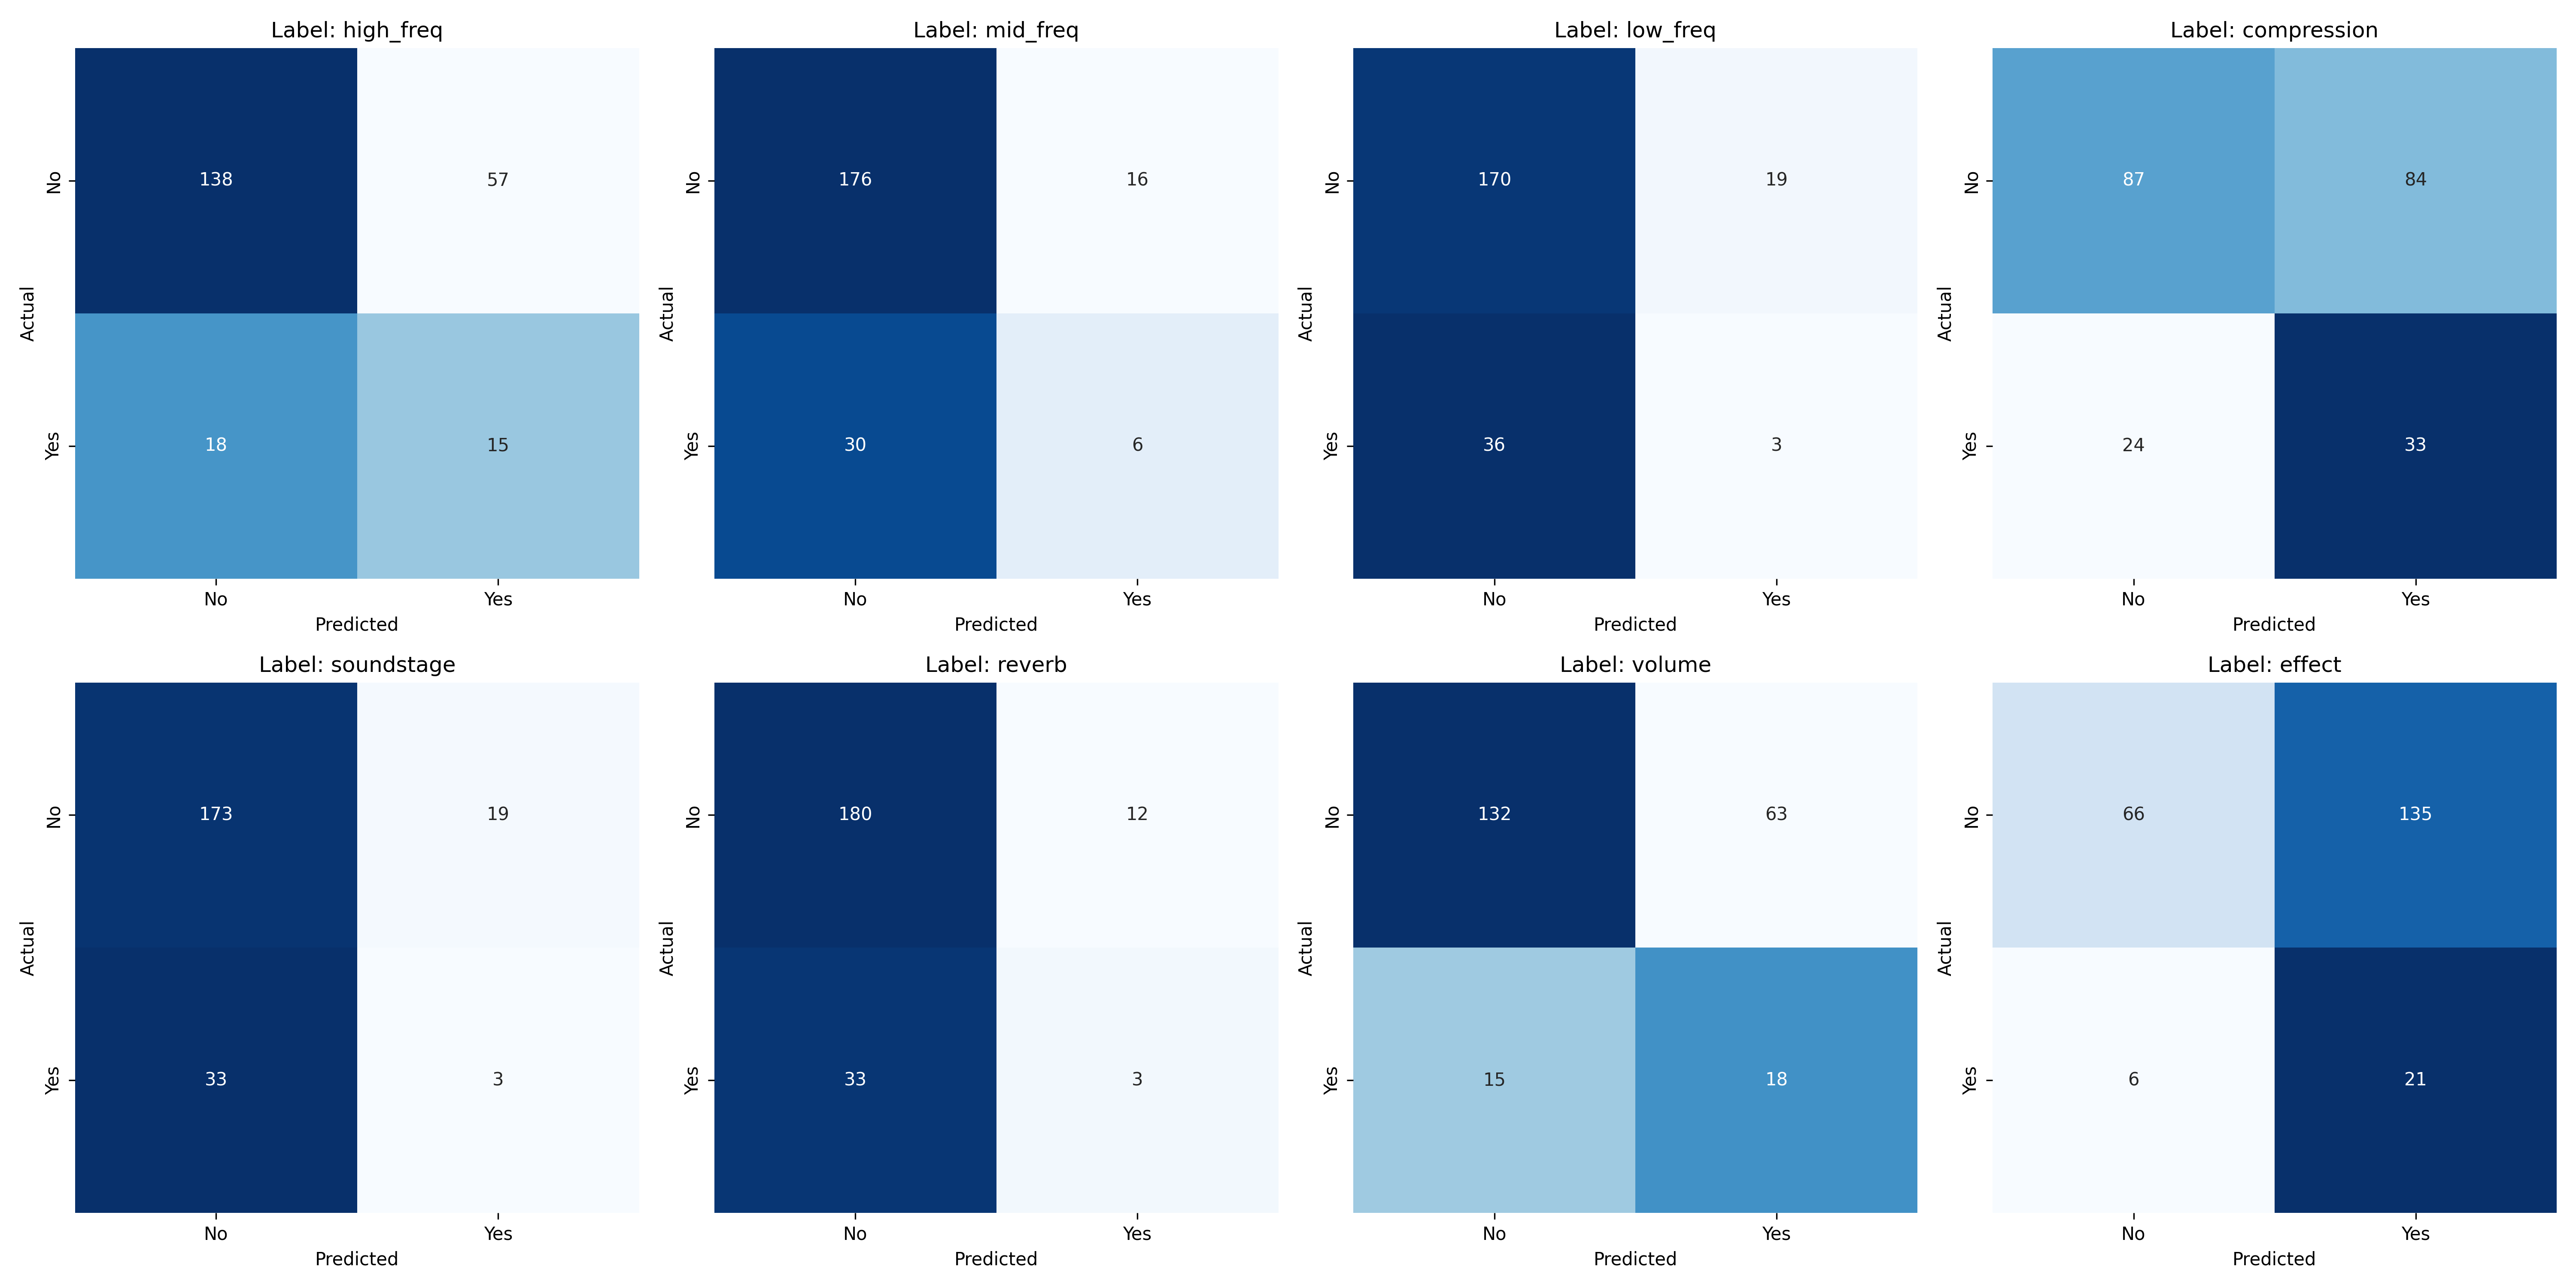 Label: high_freq
No
138
57
Actual
Yes
18
15
No
Yes
Predicted
Label: mid_freq
No
176
16
Actual
Yes
30
6
No
Yes
Predicted
Label: low_freq
No
170
19
Actual
Yes
36
3
No
Yes
Predicted
Label: compression
No
87
84
Actual
Yes
24
33
No
Yes
Predicted
Label: soundstage
No
173
19
Actual
Yes
33
3
No
Yes
Predicted
Label: reverb
No
180
12
Actual
Yes
33
3
No
Yes
Predicted
Label: volume
No
132
63
Actual
Yes
15
18
No
Yes
Predicted
Label: effect
No
66
135
Actual
Yes
6
21
No
Yes
Predicted